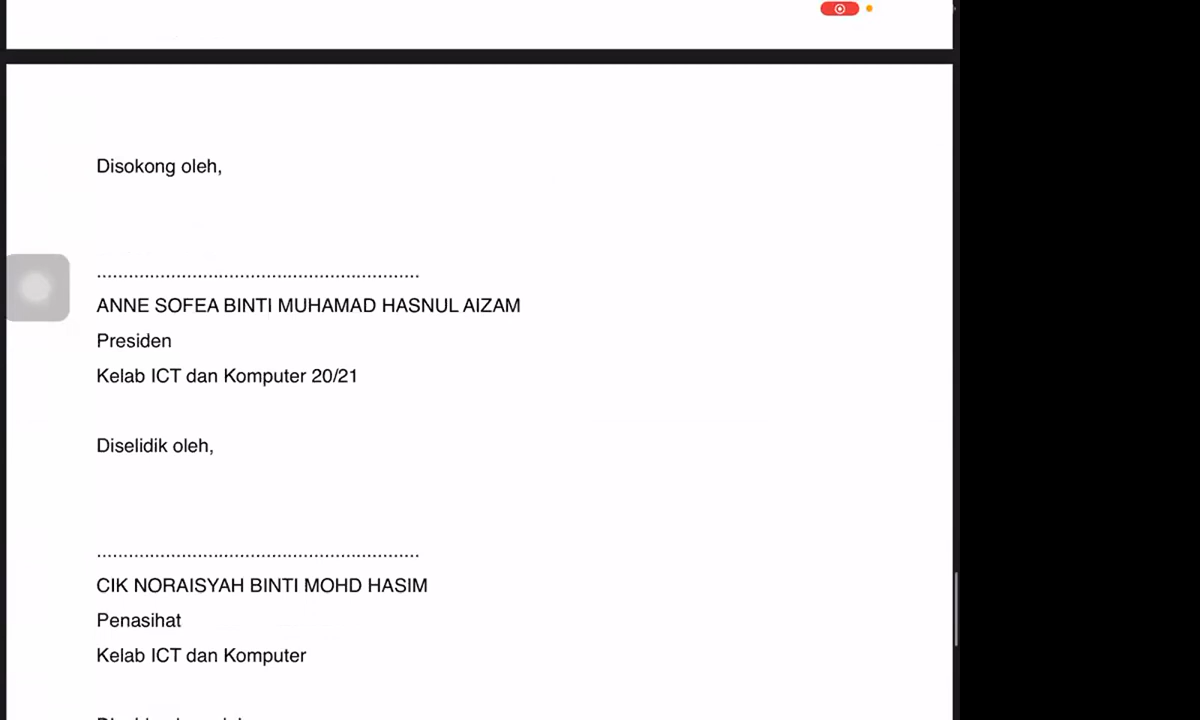 Disokong oleh,
............................................................
ANNE SOFEA BINTI MUHAMAD HASNUL AIZAM
Presiden
Kelab ICT dan Komputer 20/21
Diselidik oleh,
............................................................
CIK NORAISYAH BINTI MOHD HASIM
Penasihat
Kelab ICT dan Komputer